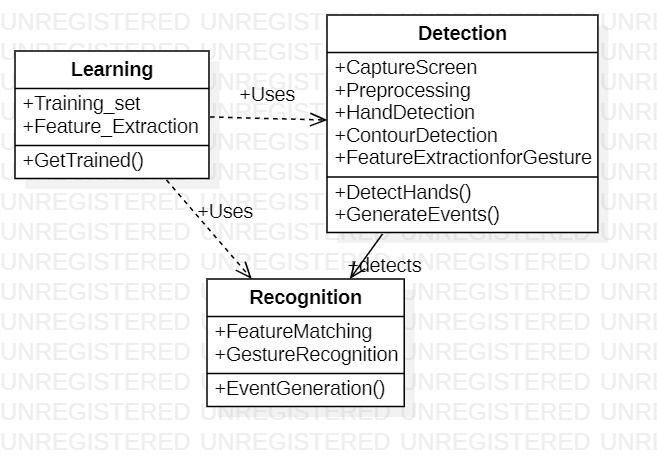 Learning
+Training_set
+Feature_Extraction
+GetTrained()
+Uses
Detection
+CaptureScreen
+Preprocessing
+HandDetection
+ContourDetection
+FeatureExtractionforGesture
+DetectHands()
+GenerateEvents()
+Uses
+detects
Recognition
+FeatureMatching
+GestureRecognition
+EventGeneration()
UNREGISTERED